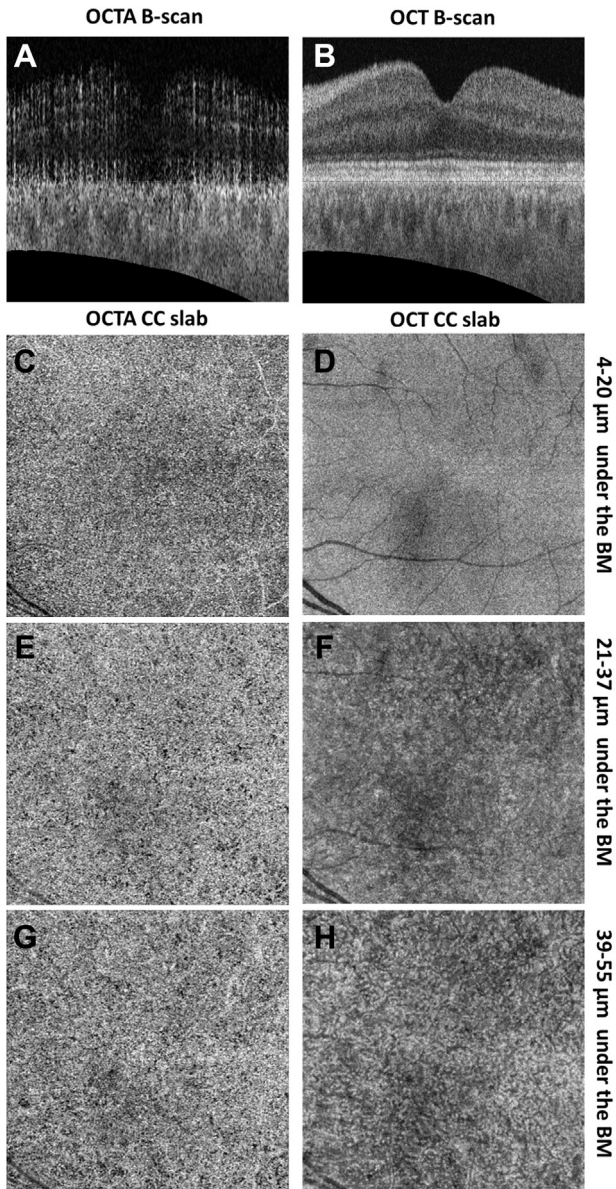 OCTA B-scan
OCT B-scan
A
B
OCTA CC slab
OCT CC slab
C
D
4-20 µm under the BM
E
F
21-37 µm under the BM
G
H
39-55 µm under the BM